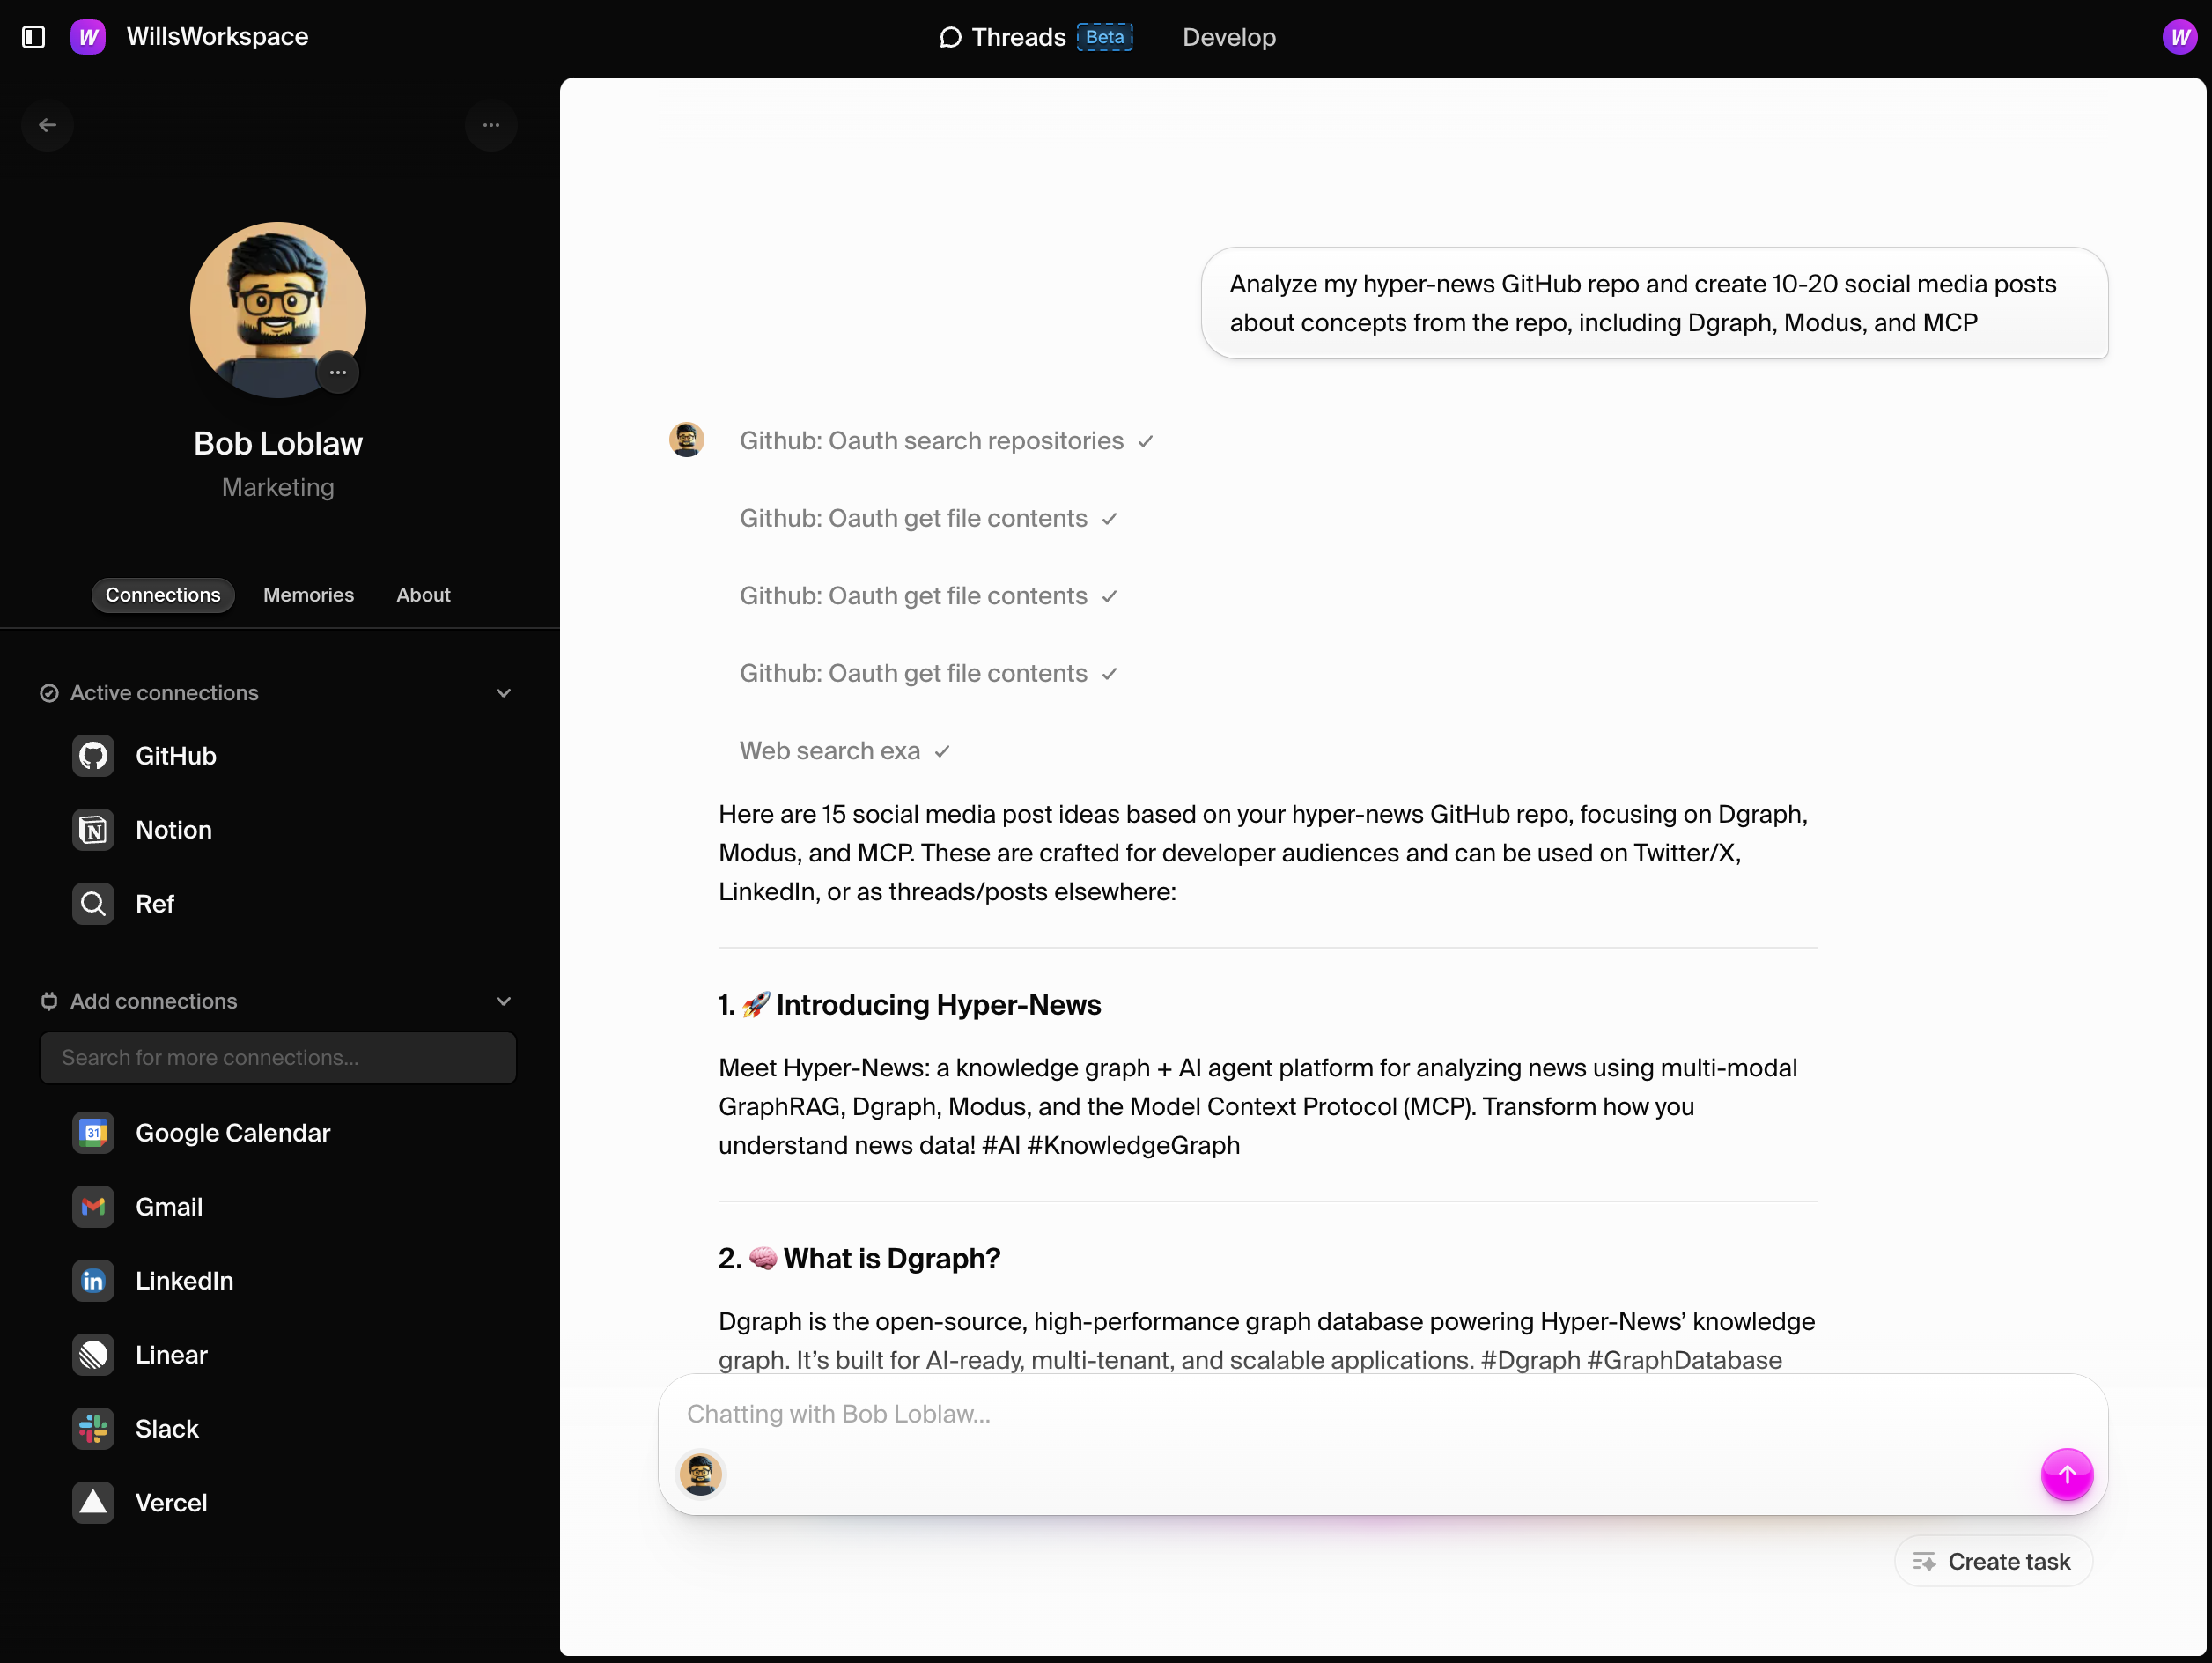 W WillsWorkspace
Threads Beta Develop
W
Bob Loblaw
Marketing
Connections Memories About
Active connections
GitHub
Notion
Ref
Add connections
Search for more connections...
31 Google Calendar
Gmail
in LinkedIn
Linear
Slack
Vercel
Analyze my hyper-news GitHub repo and create 10-20 social media posts
about concepts from the repo, including Dgraph, Modus, and MCP
Github: Oauth search repositories ✓
Github: Oauth get file contents ✓
Github: Oauth get file contents ✓
Github: Oauth get file contents ✓
Web search exa ✓
Here are 15 social media post ideas based on your hyper-news GitHub repo, focusing on Dgraph,
Modus, and MCP. These are crafted for developer audiences and can be used on Twitter/X,
LinkedIn, or as threads/posts elsewhere:
1. 🚀 Introducing Hyper-News
Meet Hyper-News: a knowledge graph + AI agent platform for analyzing news using multi-modal
GraphRAG, Dgraph, Modus, and the Model Context Protocol (MCP). Transform how you
understand news data! #AI #KnowledgeGraph
2. 🧠 What is Dgraph?
Dgraph is the open-source, high-performance graph database powering Hyper-News’ knowledge
graph. It’s built for AI-ready, multi-tenant, and scalable applications. #Dgraph #GraphDatabase
Chatting with Bob Loblaw...
Create task